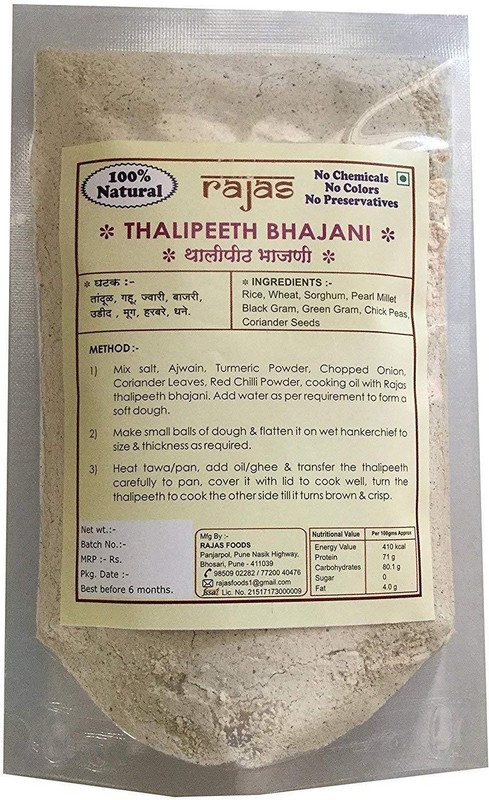 100%
Natural
rajas
No Chemicals
No Colors
No Preservatives
* THALIPEETH BHAJANI *
* थालीपीठ भाजणी *
* घटक :-
तांदूळ, गहू, ज्वारी, बाजरी,
उडीद , मूग, हरबरे, धने.
* INGREDIENTS :-
Rice, Wheat, Sorghum, Pearl Millet
Black Gram, Green Gram, Chick Peas,
Coriander Seeds
METHOD :-
1) Mix salt, Ajwain, Turmeric Powder, Chopped Onion,
Coriander Leaves, Red Chilli Powder, cooking oil with Rajas
thalipeeth bhajani. Add water as per requirement to form a
soft dough.
2) Make small balls of dough & flatten it on wet hankerchief to
size & thickness as required.
3) Heat tawa/pan, add oil/ghee & transfer the thalipeeth
carefully to pan, cover it with lid to cook well, turn the
thalipeeth to cook the other side till it turns brown & crisp.
Net wt.:-
Batch No.:-
MRP :- Rs.
Pkg. Date :-
Best before 6 months.
Mfg By :-
RAJAS FOODS
Panjarpol, Pune Nasik Highway,
Bhosari, Pune - 411039
98509 02282 / 77200 40476
rajasfoods1@gmail.com
fssai Lic. No. 21517173000009
Nutritional Value Per 100gms Approx
Energy Value 410 kcal
Protein 71 g
Carbohydrates 80.1 g
Sugar 0
Fat 4.0 g